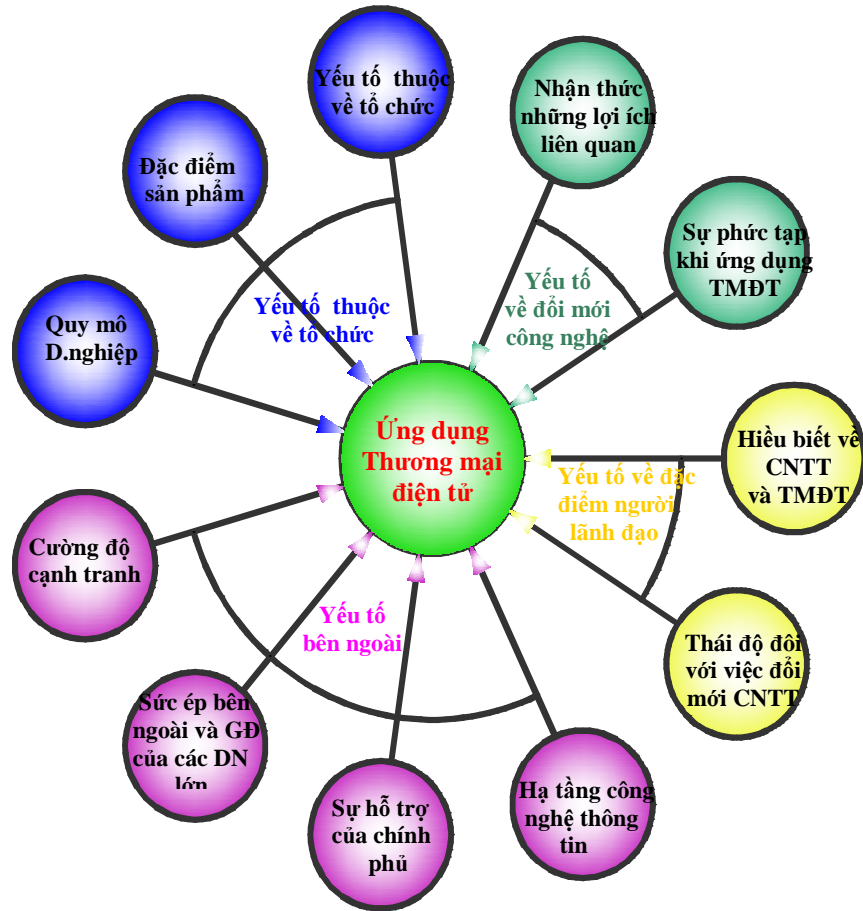 Yếu tố thuộc
về tổ chức
Nhận thức
những lợi ích
liên quan
Đặc điểm
sản phẩm
Sự phức tạp
khi ứng dụng
TMĐT
Yếu tố
về đổi mới
công nghệ
Yếu tố thuộc
về tổ chức
Quy mô
D.nghiệp
Ứng dụng
Thương mại
điện tử
Hiều biết về
CNTT
và TMĐT
Yếu tố về đặc
điểm người
lãnh đạo
Cường độ
cạnh tranh
Yếu tố
bên ngoài
Thái độ đôi
với việc đổi
mới CNTT
Sức ép bên
ngoài và GĐ
của các DN
lớn
Sự hỗ trợ
của chính
phủ
Hạ tầng công
nghệ thông
tin